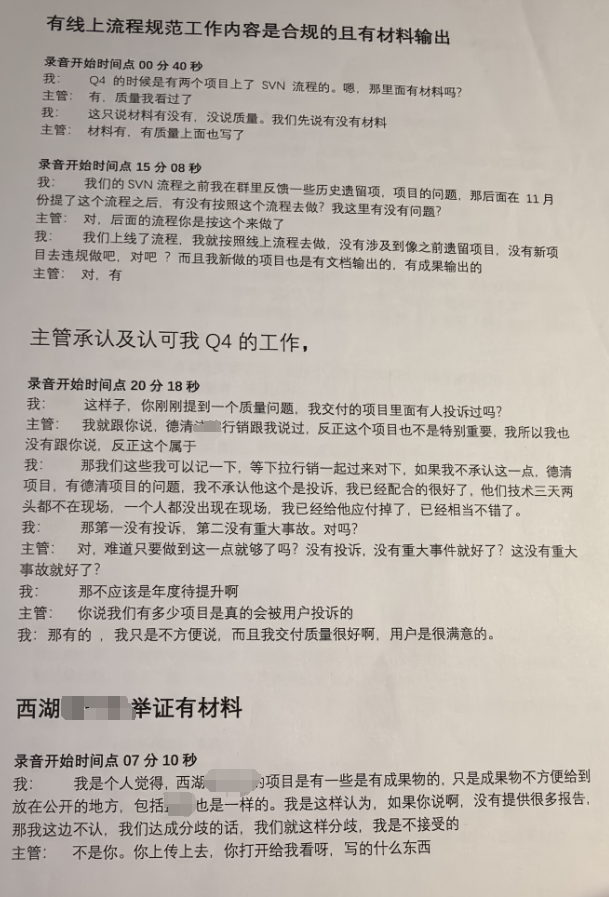 有线上流程规范工作内容是合规的且有材料输出
录音开始时间点 00 分 40 秒
我： Q4 的时候是有两个项目上了 SVN 流程的。嗯，那里面有材料吗?
主管： 有，质量我看过了
我： 这只说材料有没有，没说质量。我们先说有没有材料
主管： 材料有，有质量上面也写了
录音开始时间点 15 分 08 秒
我： 我们的SVN 流程之前我在群里反馈一些历史遗留项，项目的问题，那后面在 11 月
份提了这个流程之后，有没有按照这个流程去做？我这里有没有问题？
主管： 对，后面的流程你是按这个来做了
我： 我们上线了流程，我就按照线上流程去做，没有涉及到像之前遗留项目，没有新项
目去违规做吧，对吧 ？而且我新做的项目也是有文档输出的，有成果输出的
主管： 对，有
主管承认及认可我 Q4 的工作，
录音开始时间点 20 分 18 秒
我： 这样子，你刚刚提到一个质量问题，我交付的项目里面有人投诉过吗？
主管： 我就跟你说，德清 行销跟我说过，反正这个项目也不是特别重要，我所以我也
没有跟你说，反正这个属于
我： 那我们这些我可以记一下，等下拉行销一起过来对下，如果我不承认这一点，德清
项目，有德清项目的问题，我不承认他这个是投诉，我已经配合的很好了，他们技术三天两
头都不在现场，一个人都没出现在现场，我已经给他应付掉了，已经相当不错了。
我： 那第一没有投诉，第二没有重大事故。对吗?
主管： 对，难道只要做到这一点就够了吗？没有投诉，没有重大事件就好了？这没有重大
事故就好了？
我： 那不应该是年度待提升啊
主管： 你说我们有多少项目是真的会被用户投诉的
我：那有的 ，我只是不方便说，而且我交付质量很好啊，用户是很满意的。
西湖 举证有材料
录音开始时间点 07 分 10 秒
我： 我是个人觉得，西湖 的项目是有一些是有成果物的，只是成果物不方便给到
放在公开的地方，包括 也是一样的。我是这样认为，如果你说啊，没有提供很多报告，
那我这边不认，我们达成分歧的话，我们就这样分歧，我是不接受的
主管： 不是你。你上传上去，你打开给我看呀，写的什么东西